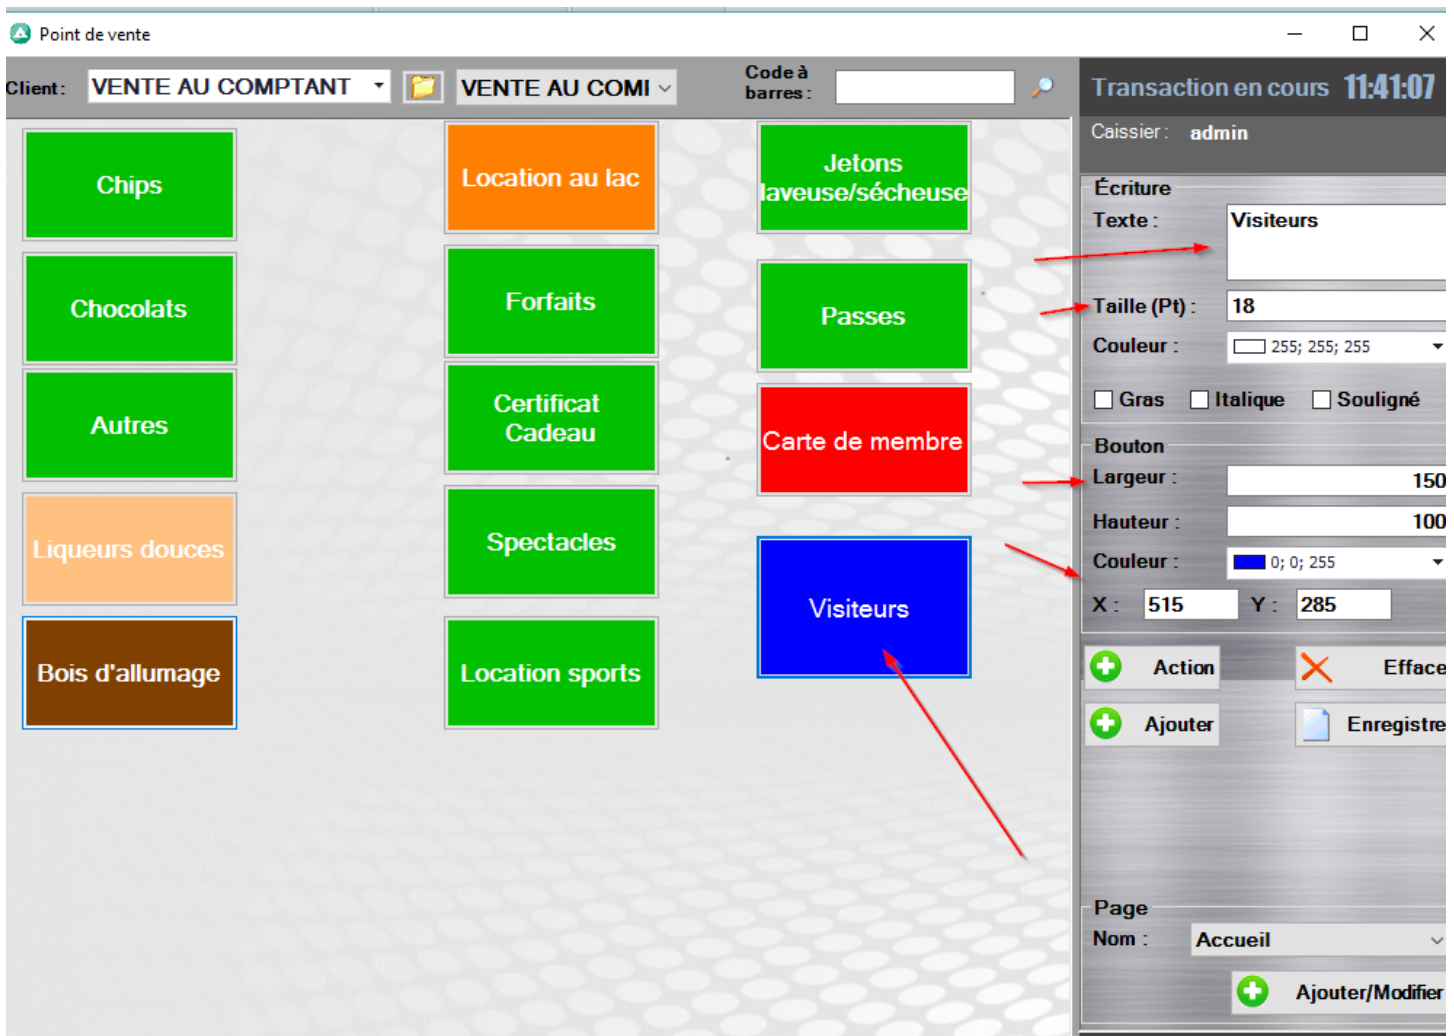 Point de vente
Client :
VENTE AU COMPTANT
VENTE AU COMI
Code à
barres :
Transaction en cours 11:41:07
Caissier : admin
Chips
Chocolats
Autres
Liqueurs douces
Bois d'allumage
Location au lac
Forfaits
Certificat
Cadeau
Spectacles
Location sports
Jetons
laveuse/sécheuse
Passes
Carte de membre
Visiteurs
Écriture
Texte : Visiteurs
Taille (Pt) : 18
Couleur : 255; 255; 255
Gras Italique Souligné
Bouton
Largeur : 150
Hauteur : 100
Couleur : 0; 0; 255
X : 515 Y : 285
Action Efface
Ajouter Enregistre
Page
Nom : Accueil
Ajouter/Modifier